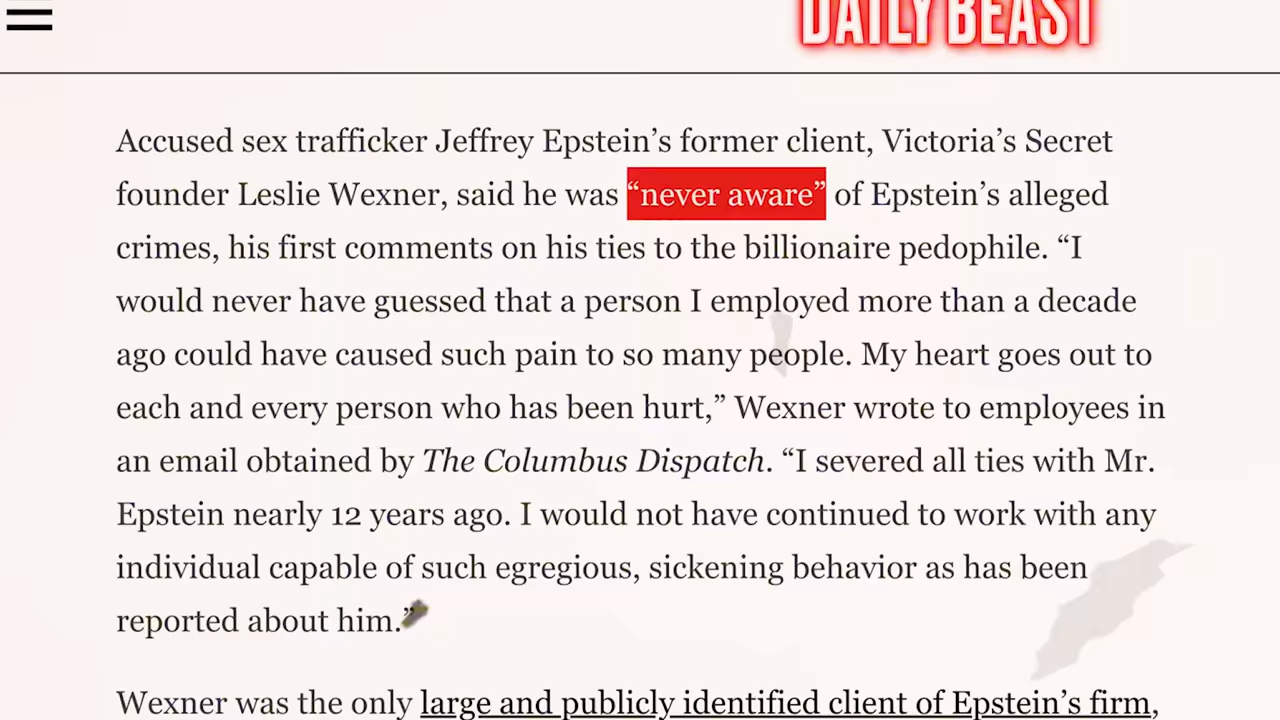 DAILY BEAST
Accused sex trafficker Jeffrey Epstein’s former client, Victoria’s Secret
founder Leslie Wexner, said he was “never aware” of Epstein’s alleged
crimes, his first comments on his ties to the billionaire pedophile. “I
would never have guessed that a person I employed more than a decade
ago could have caused such pain to so many people. My heart goes out to
each and every person who has been hurt,” Wexner wrote to employees in
an email obtained by The Columbus Dispatch. “I severed all ties with Mr.
Epstein nearly 12 years ago. I would not have continued to work with any
individual capable of such egregious, sickening behavior as has been
reported about him.”
Wexner was the only large and publicly identified client of Epstein’s firm,